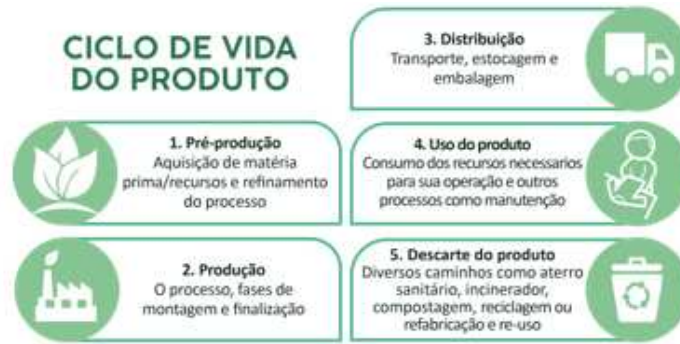 CICLO DE VIDA
DO PRODUTO
1. Pré-produção
Aquisição de matéria
prima/recursos e refinamento
do processo
2. Produção
O processo, fases de
montagem e finalização
3. Distribuição
Transporte, estocagem e
embalagem
4. Uso do produto
Consumo dos recursos necessarios
para sua operação e outros
processos como manutenção
5. Descarte do produto
Diversos caminhos como aterro
sanitário, incinerador,
compostagem, reciclagem ou
refabricação e re-uso